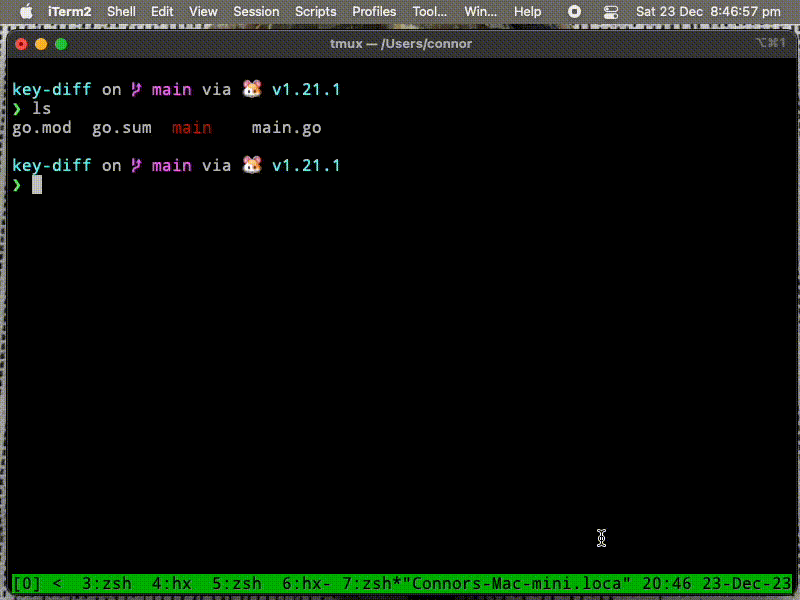 iTerm2 Shell Edit View Session Scripts Profiles Tool... Win... Help Sat 23 Dec 8:46:57 pm
tmux — /Users/connor ⌥⌘1
key-diff on main via 🐹 v1.21.1
❯ ls
go.mod go.sum main main.go
key-diff on main via 🐹 v1.21.1
❯
[0] < 3:zsh 4:hx 5:zsh 6:hx- 7:zsh*"Connors-Mac-mini.loca" 20:46 23-Dec-23